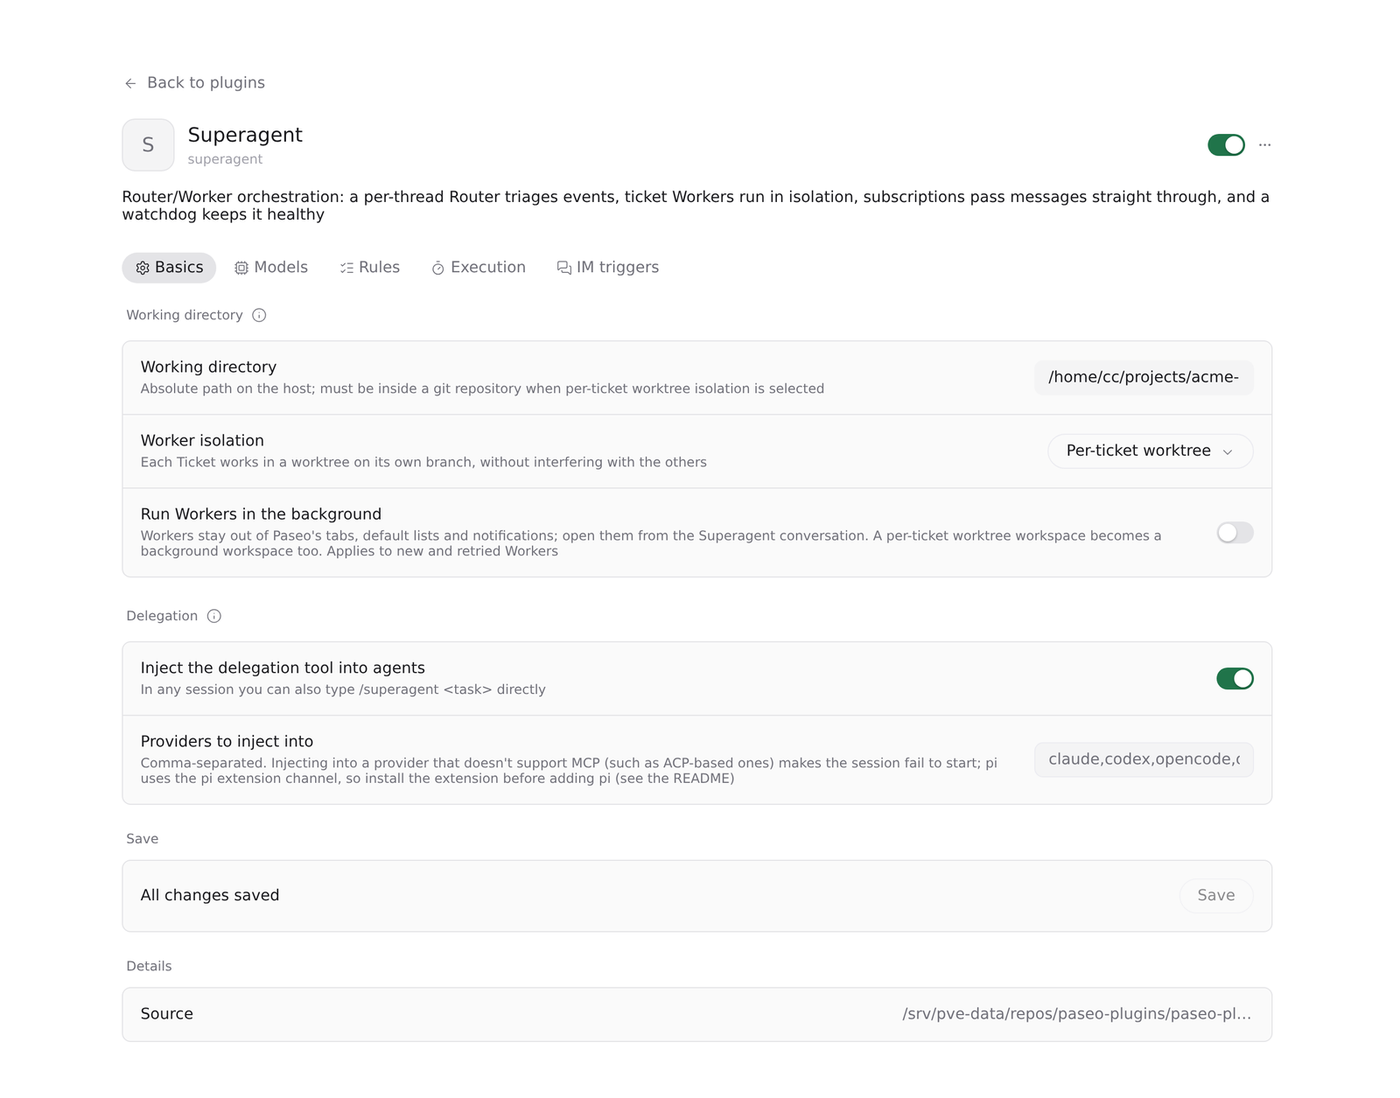 Back to plugins
S
Superagent
superagent
Router/Worker orchestration: a per-thread Router triages events, ticket Workers run in isolation, subscriptions pass messages straight through, and a
watchdog keeps it healthy
Basics
Models
Rules
Execution
IM triggers
Working directory
Working directory
Absolute path on the host; must be inside a git repository when per-ticket worktree isolation is selected
/home/cc/projects/acme-
Worker isolation
Each Ticket works in a worktree on its own branch, without interfering with the others
Per-ticket worktree
Run Workers in the background
Workers stay out of Paseo's tabs, default lists and notifications; open them from the Superagent conversation. A per-ticket worktree workspace becomes a
background workspace too. Applies to new and retried Workers
Delegation
Inject the delegation tool into agents
In any session you can also type /superagent <task> directly
Providers to inject into
Comma-separated. Injecting into a provider that doesn't support MCP (such as ACP-based ones) makes the session fail to start; pi
uses the pi extension channel, so install the extension before adding pi (see the README)
claude,codex,opencode,
Save
All changes saved
Save
Details
Source
/srv/pve-data/repos/paseo-plugins/paseo-pl…